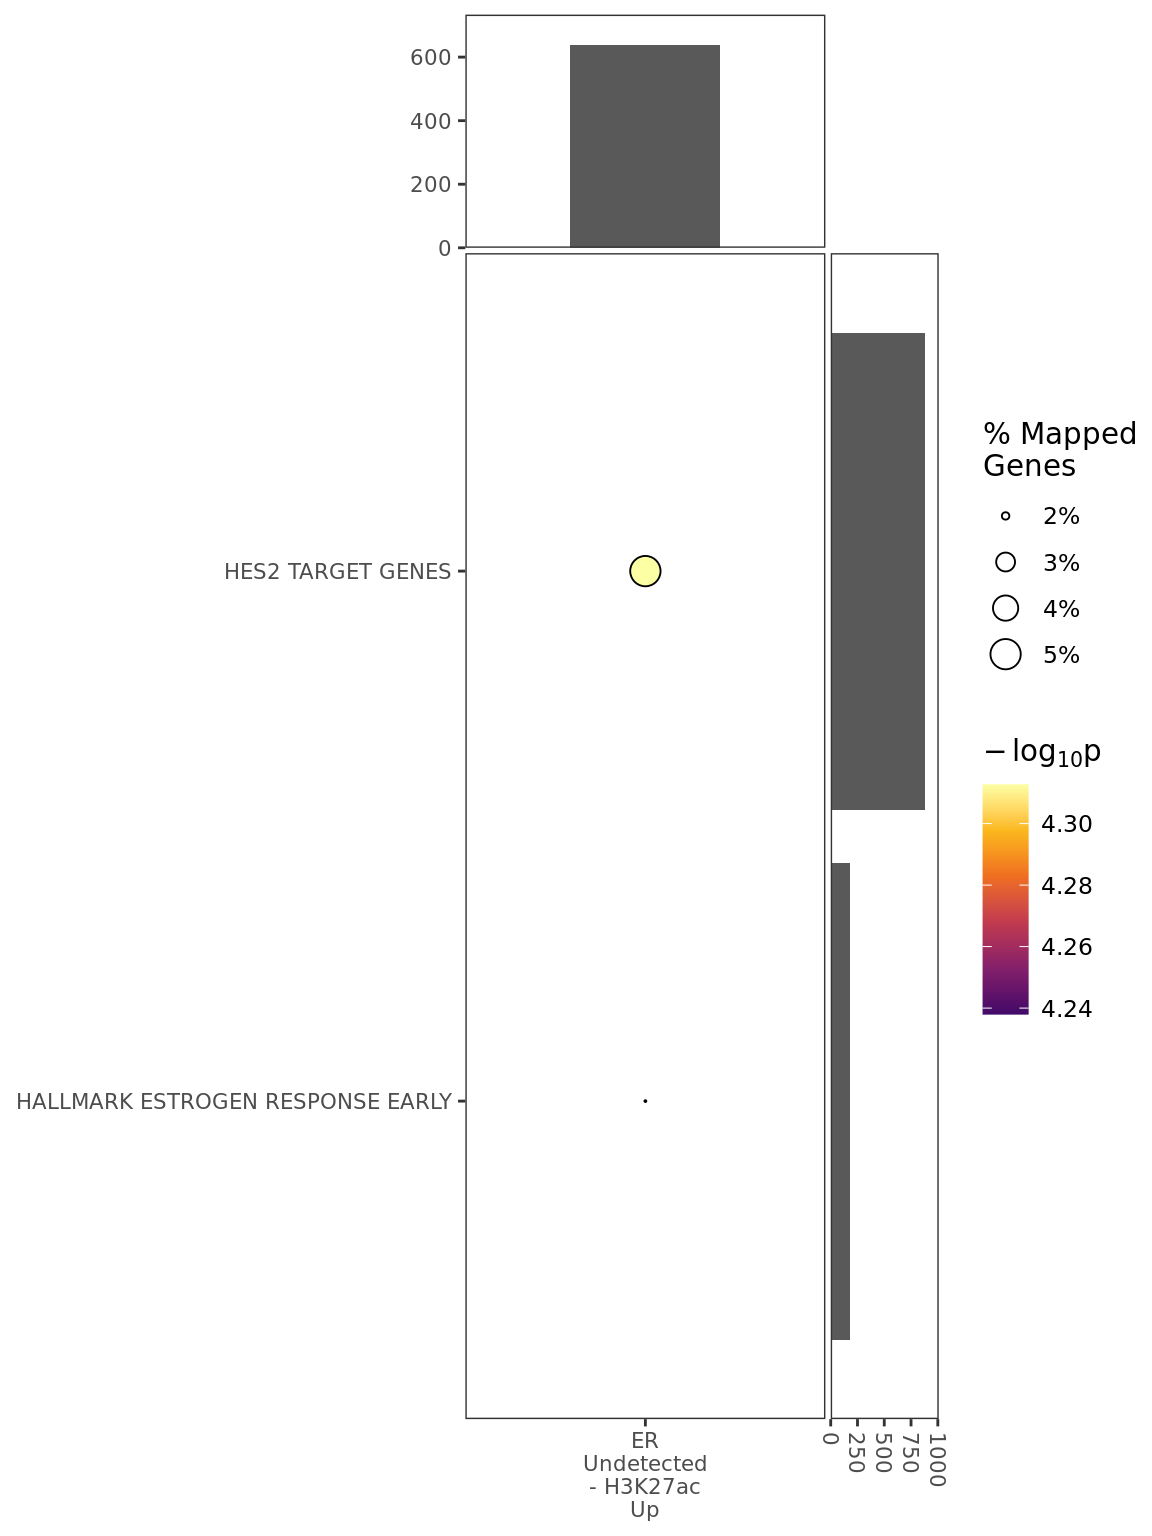 600
400
200
0
HES2 TARGET GENES
HALLMARK ESTROGEN RESPONSE EARLY
ER
Undetected
- H3K27ac
Up
0
250
500
750
1000
% Mapped
Genes
2%
3%
4%
5%
− log10p
4.30
4.28
4.26
4.24